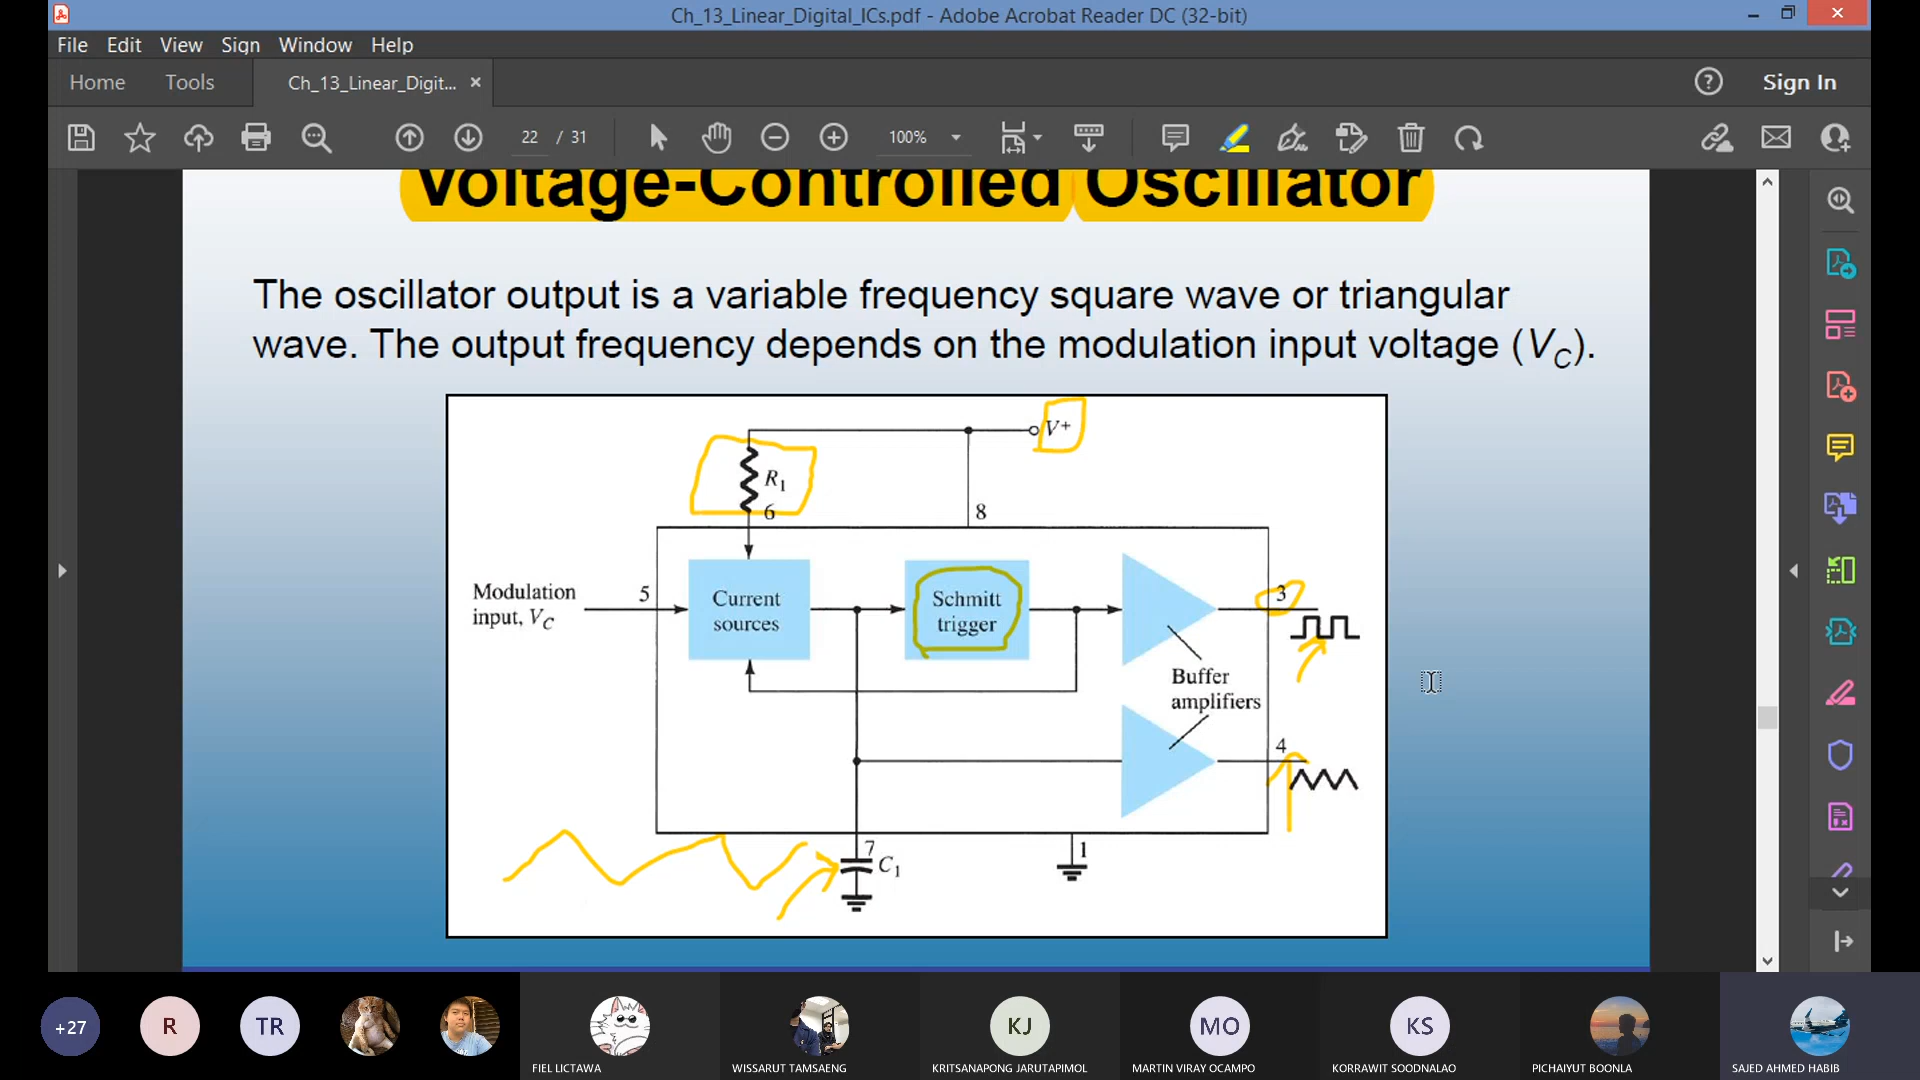 Ch_13_Linear_Digital_ICs.pdf - Adobe Acrobat Reader DC (32-bit)
File Edit View Sign Window Help
Home Tools Ch_13_Linear_Digit... × Sign In
22 / 31 100%
Voltage-Controlled Oscillator
The oscillator output is a variable frequency square wave or triangular
wave. The output frequency depends on the modulation input voltage (VC).
V+
R1
6 8
Modulation
input, VC
5
Current
sources
Schmitt
trigger
3
Buffer
amplifiers
4
7
C1
1
+27 R TR KJ MO KS
FIEL LICTAWA WISSARUT TAMSAENG KRITSANAPONG JARUTAPIMOL MARTIN VIRAY OCAMPO KORRAWIT SOODNALAO PICHAIYUT BOONLA SAJED AHMED HABIB